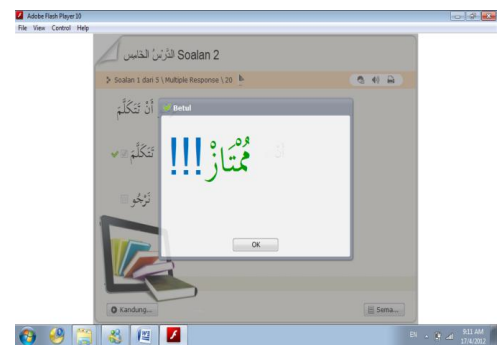 Adobe Flash Player 10
File View Control Help
الدَّرْسُ الخَامِس Soalan 2
Soalan 1 dari 5 \ Multiple Response \ 20
أَنْ تَتَكَلَّمَ
Betul
تَتَكَلَّمَ
مُمْتَازْ!!!
تَرْجُو
OK
Kandung...
Sema...
EN
9:11 AM
17/4/2012